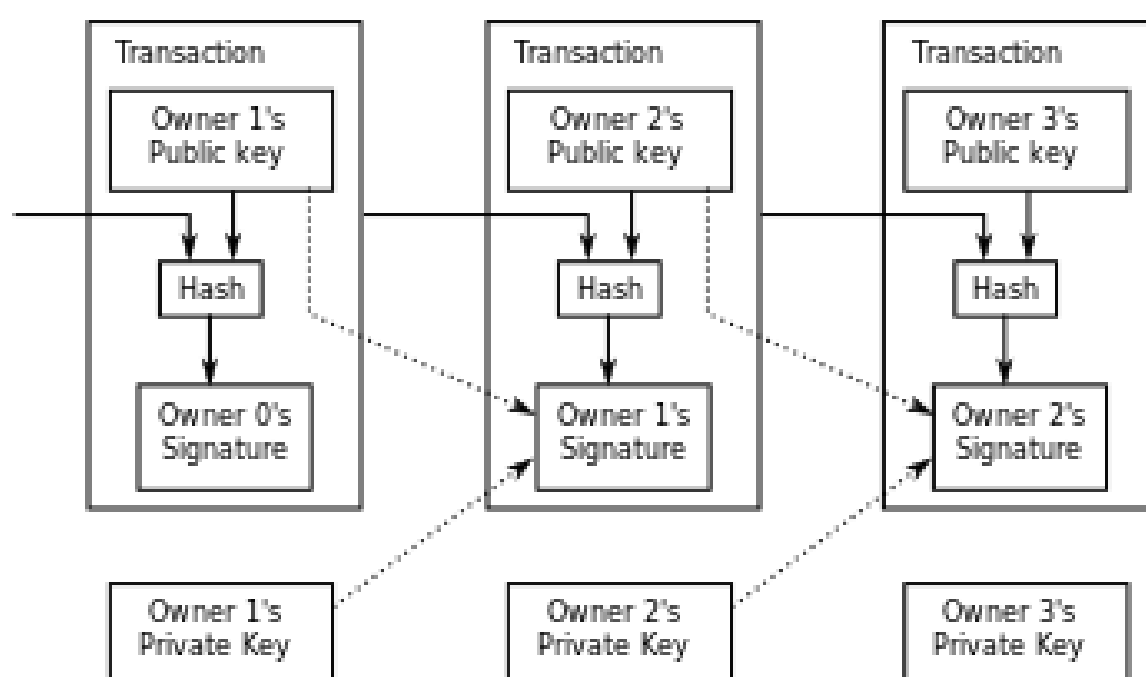 Transaction
Owner 1's
Public key
Hash
Owner 0's
Signature
Owner 1's
Private Key
Transaction
Owner 2's
Public key
Hash
Owner 1's
Signature
Owner 2's
Private Key
Transaction
Owner 3's
Public key
Hash
Owner 2's
Signature
Owner 3's
Private Key